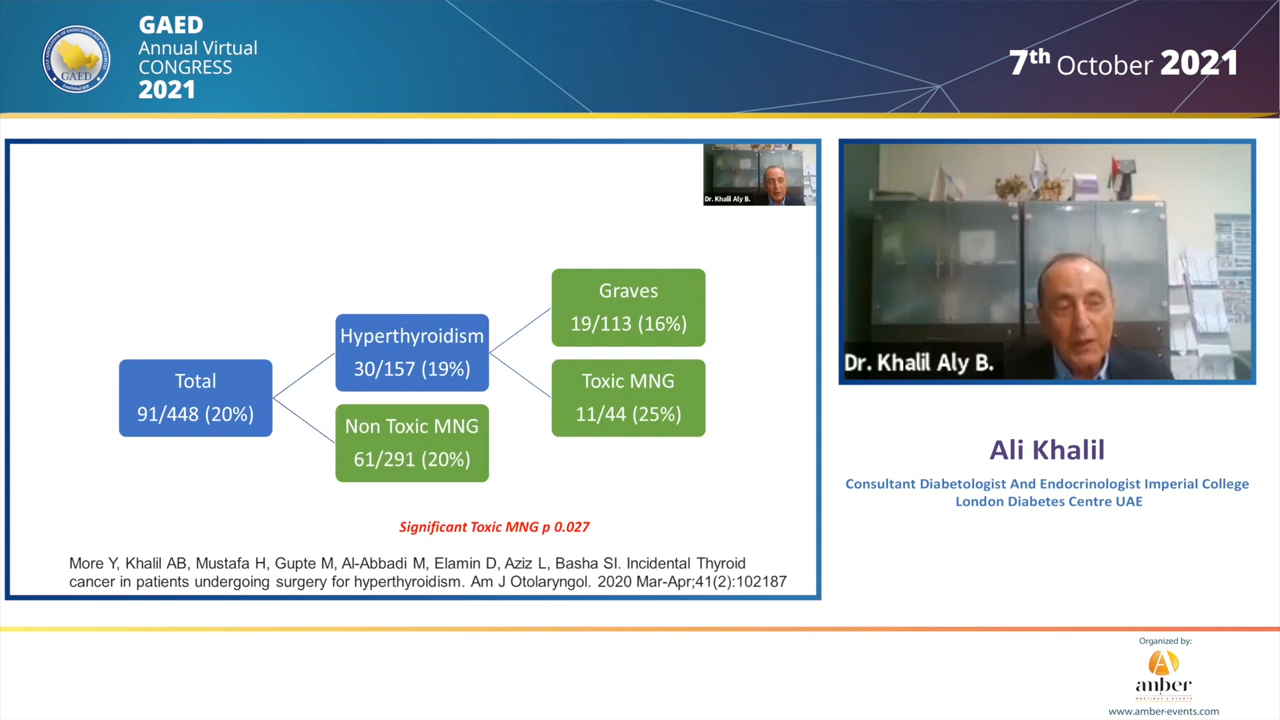 GAED
Annual Virtual
CONGRESS
2021
7th October 2021
GAED
Dr. Khalil Aly B.
Graves
19/113 (16%)
Hyperthyroidism
30/157 (19%)
Total
91/448 (20%)
Toxic MNG
11/44 (25%)
Non Toxic MNG
61/291 (20%)
Significant Toxic MNG p 0.027
More Y, Khalil AB, Mustafa H, Gupte M, Al-Abbadi M, Elamin D, Aziz L, Basha SI. Incidental Thyroid
cancer in patients undergoing surgery for hyperthyroidism. Am J Otolaryngol. 2020 Mar-Apr;41(2):102187
Dr. Khalil Aly B.
Ali Khalil
Consultant Diabetologist And Endocrinologist Imperial College
London Diabetes Centre UAE
Organized by:
anber
www.amber-events.com